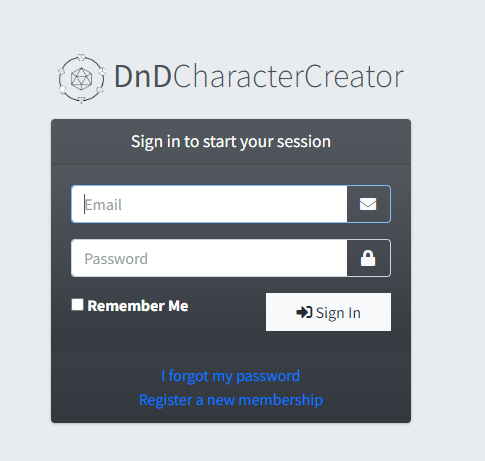 DnDCharacterCreator
Sign in to start your session
Email
Password
Remember Me
Sign In
I forgot my password
Register a new membership